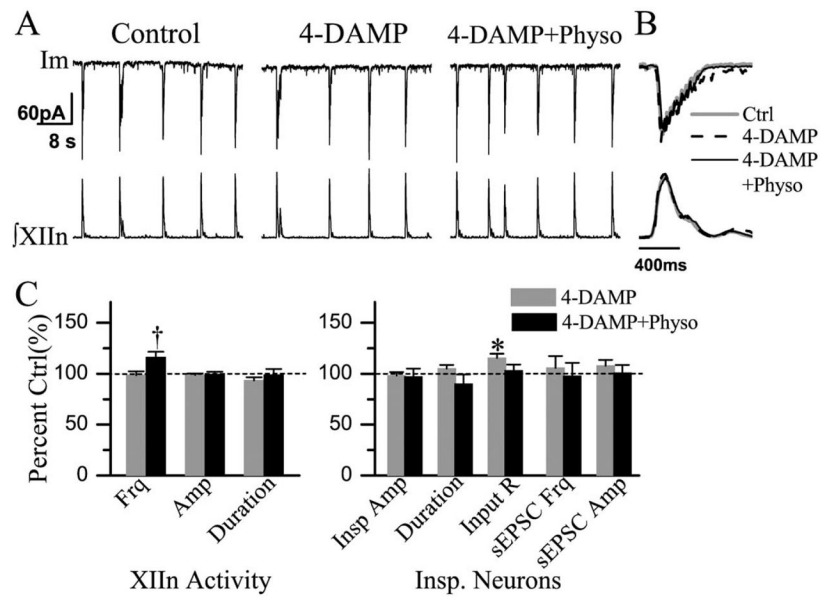 A
Control
4-DAMP
4-DAMP+Physo
B
Im
60pA
8 s
Ctrl
4-DAMP
4-DAMP
+Physo
∫XIIn
400ms
C
4-DAMP
4-DAMP+Physo
Percent Ctrl(%)
150
100
50
0
†
150
100
50
0
*
Frq
Amp
Duration
Insp Amp
Duration
Input R
sEPSC Frq
sEPSC Amp
XIIn Activity
Insp. Neurons